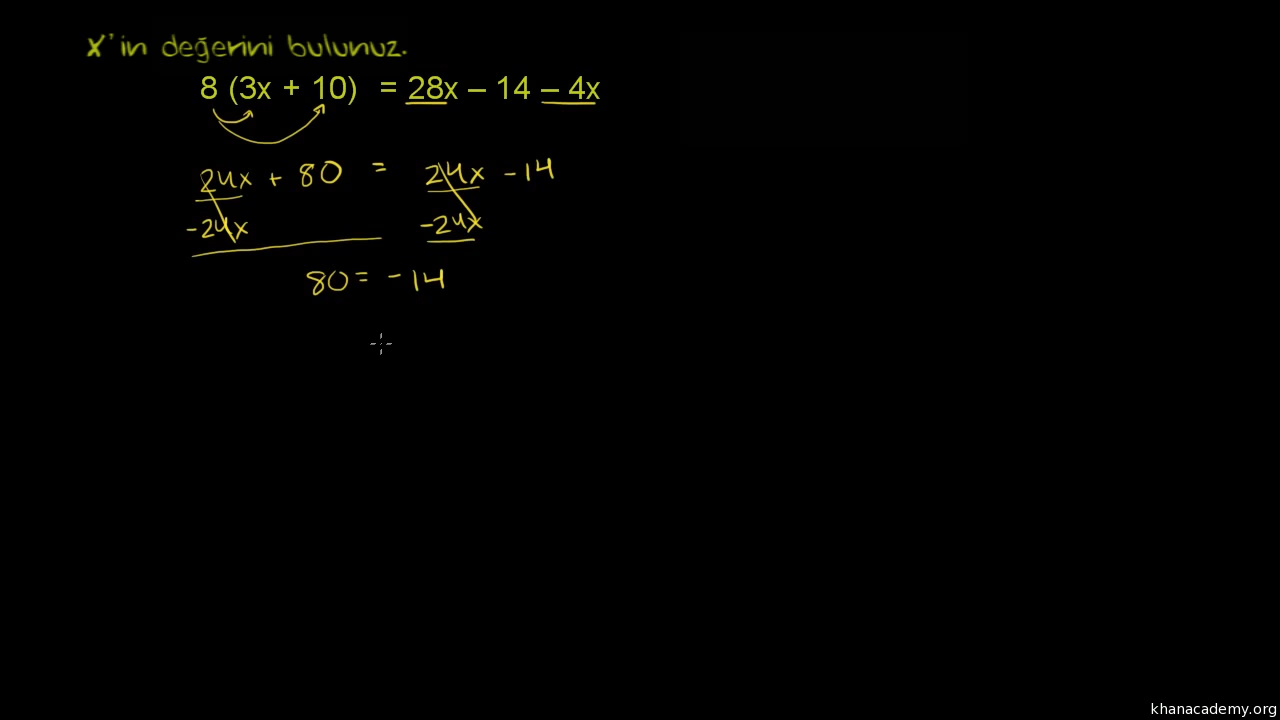 x'in değerini bulunuz.
8 (3x + 10) = 28x – 14 – 4x
24x + 80 = 24x - 14
-24x -24x
80 = - 14
khanacademy.org